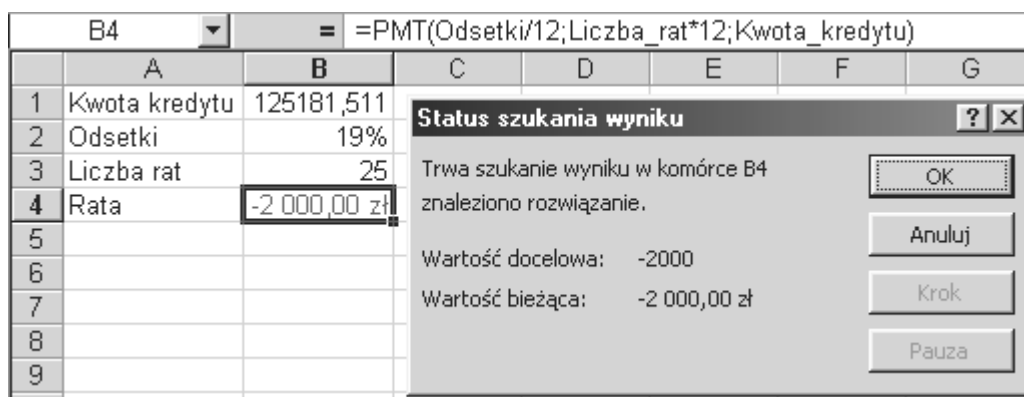 B4 = =PMT(Odsetki/12;Liczba_rat*12;Kwota_kredytu)
A B C D E F G
1 Kwota kredytu 125181,511
2 Odsetki 19%
3 Liczba rat 25
4 Rata -2 000,00 zł
5
6
7
8
9
Status szukania wyniku ? ×
Trwa szukanie wyniku w komórce B4
znaleziono rozwiązanie.
Wartość docelowa: -2000
Wartość bieżąca: -2 000,00 zł
OK
Anuluj
Krok
Pauza